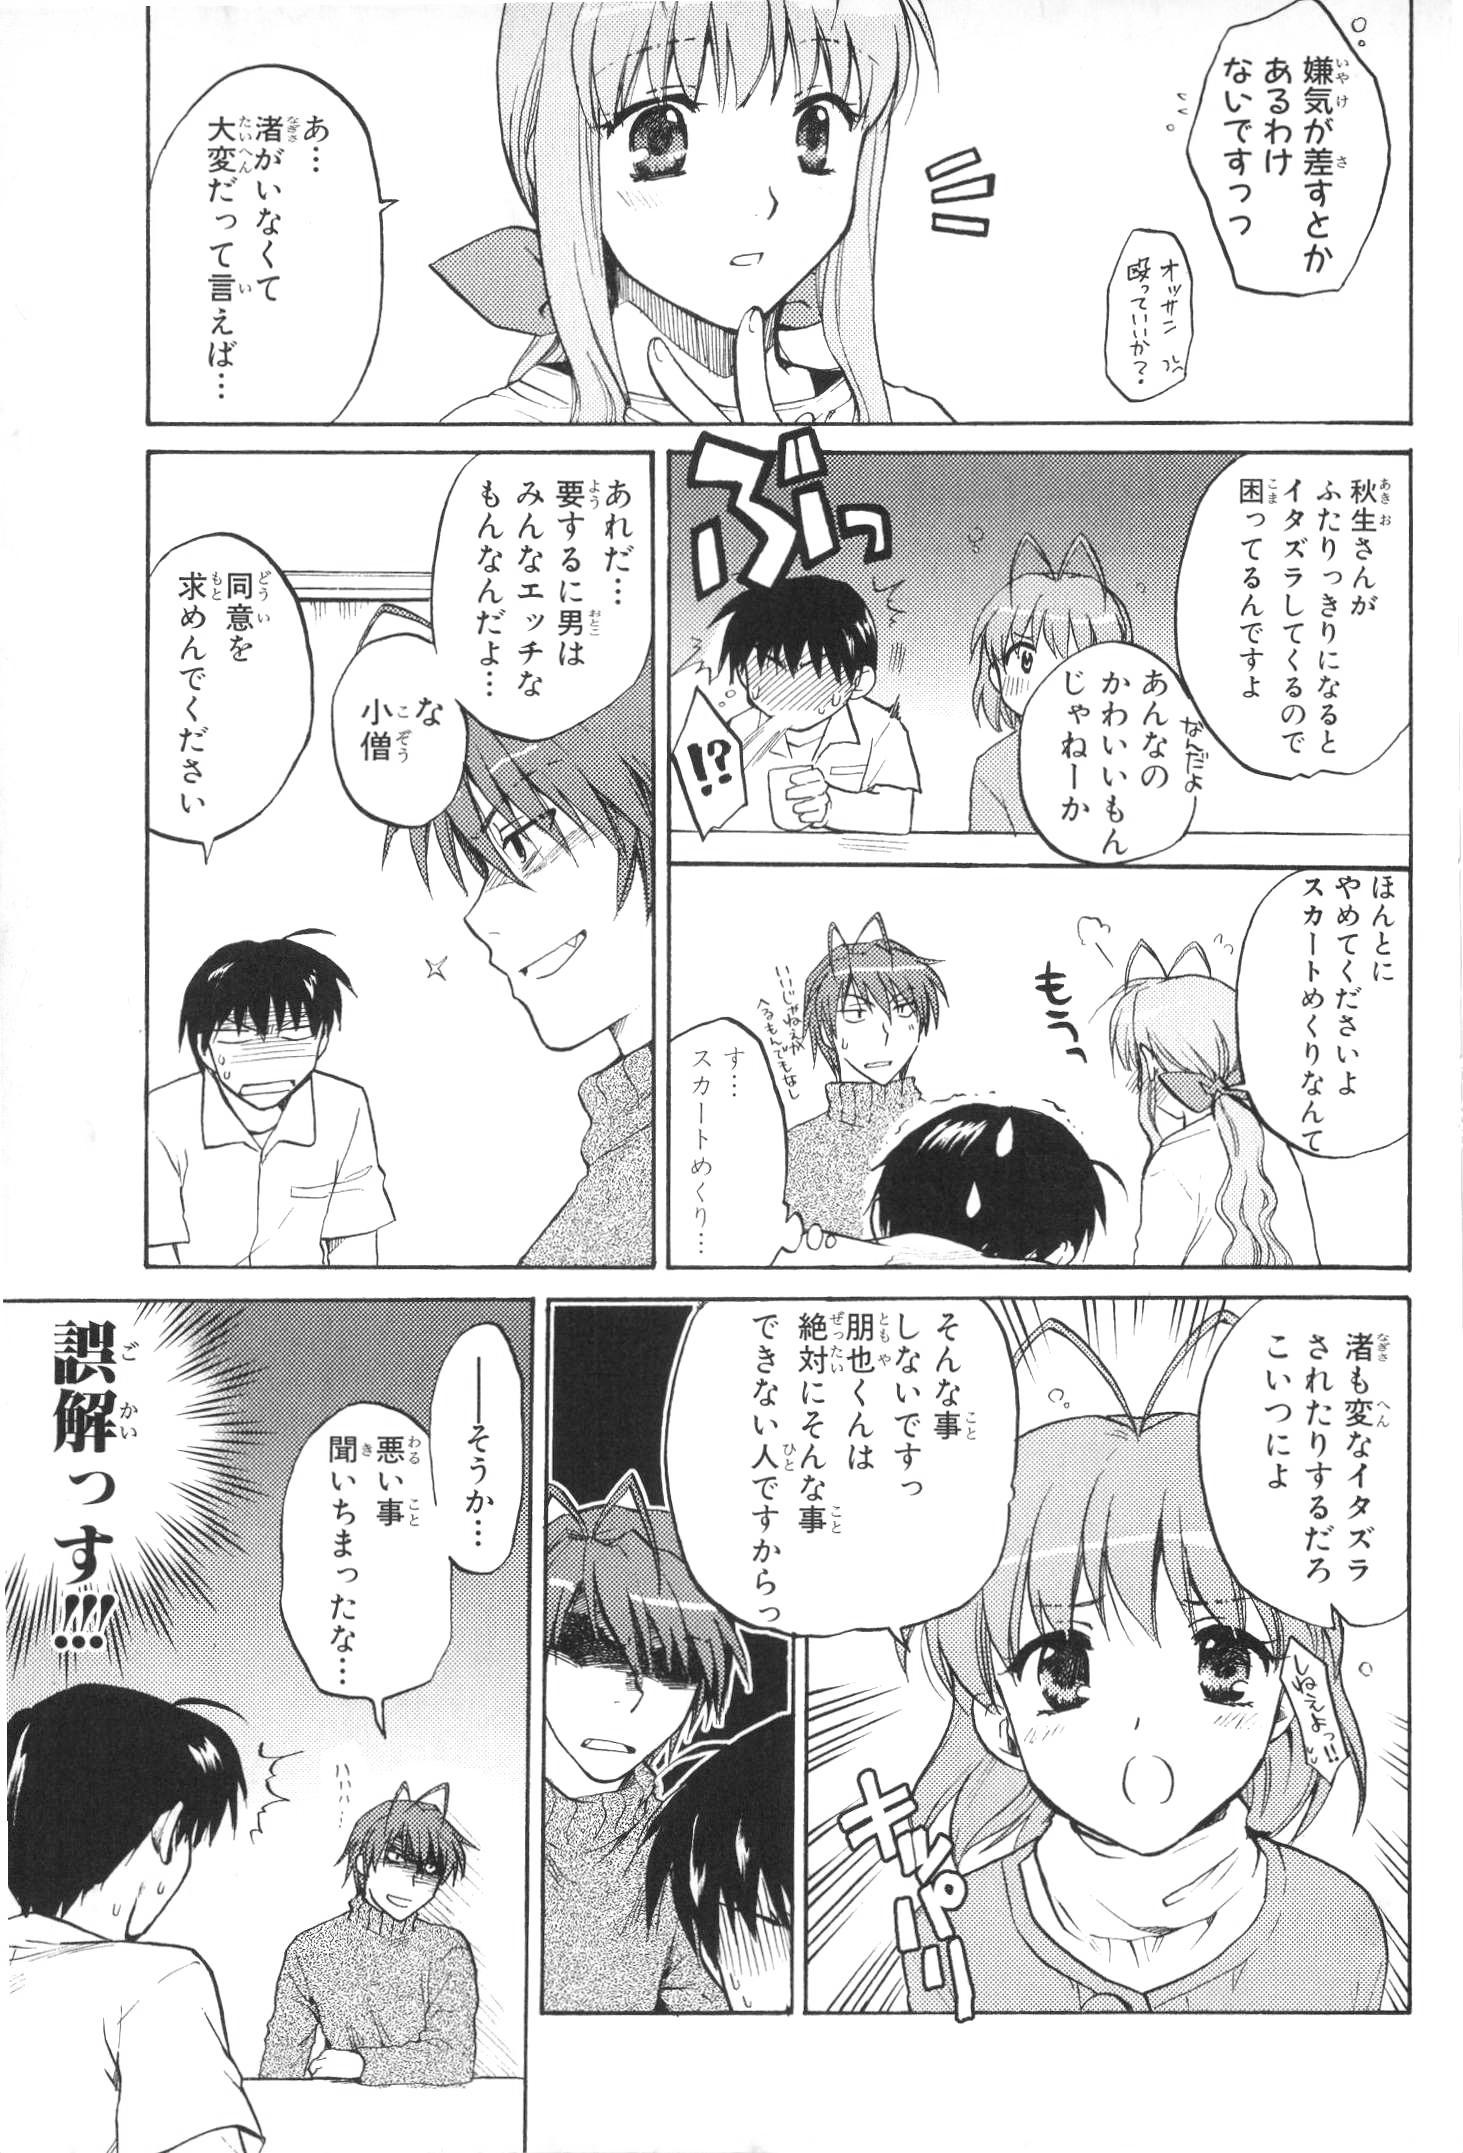 嫌気が差すとか
あるわけ
ないですっっ
オッサン コレ
殴っていいか？
あ…
渚がいなくて
大変だって言えば…
秋生さんが
ふたりっきりになると
イタズラしてくるので
困ってるんですよ
なんだよー
あんなの
かわいいもん
じゃねーか
ぶっ
!?
ほんとに
やめてくださいよ
スカートめくりなんて
もうっ
いいじゃねえか
へるもんでもなし
す…
スカートめくり…
あれだ…
要するに男は
みんなエッチな
もんなんだよ…
な
小僧
同意を
求めんでください
渚も変なイタズラ
されたりするだろ
こいつによ
しねえよっ!!
キッパリ
そんな事
しないですっ
朋也くんは
絶対にそんな事
できない人ですからっ
──そうか…
悪い事
聞いちまったな…
ハハハ…
誤解っす!!!